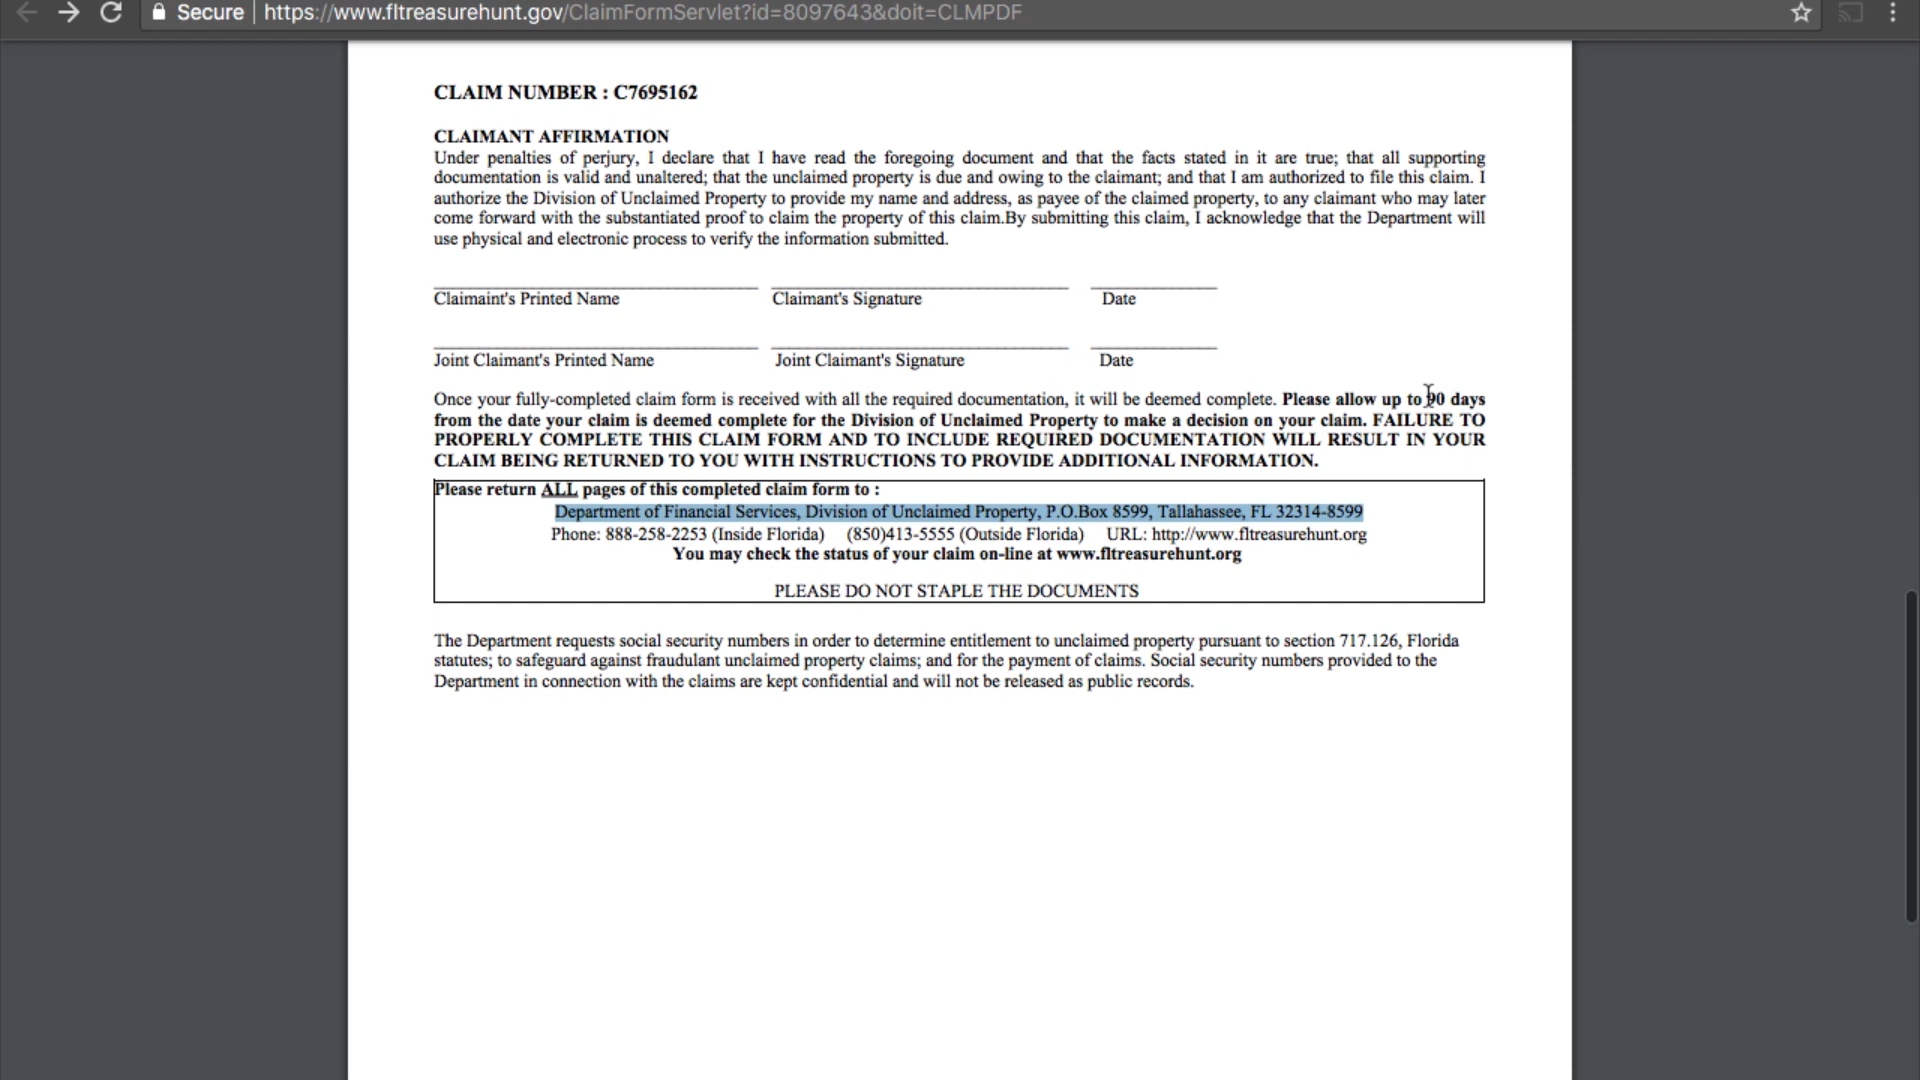 Secure | https://www.fltreasurehunt.gov/ClaimFormServlet?id=8097643&doit=CLMPDF
CLAIM NUMBER : C7695162
CLAIMANT AFFIRMATION
Under penalties of perjury, I declare that I have read the foregoing document and that the facts stated in it are true; that all supporting
documentation is valid and unaltered; that the unclaimed property is due and owing to the claimant; and that I am authorized to file this claim. I
authorize the Division of Unclaimed Property to provide my name and address, as payee of the claimed property, to any claimant who may later
come forward with the substantiated proof to claim the property of this claim.By submitting this claim, I acknowledge that the Department will
use physical and electronic process to verify the information submitted.
Claimaint's Printed Name Claimant's Signature Date
Joint Claimant's Printed Name Joint Claimant's Signature Date
Once your fully-completed claim form is received with all the required documentation, it will be deemed complete. Please allow up to 90 days
from the date your claim is deemed complete for the Division of Unclaimed Property to make a decision on your claim. FAILURE TO
PROPERLY COMPLETE THIS CLAIM FORM AND TO INCLUDE REQUIRED DOCUMENTATION WILL RESULT IN YOUR
CLAIM BEING RETURNED TO YOU WITH INSTRUCTIONS TO PROVIDE ADDITIONAL INFORMATION.
Please return ALL pages of this completed claim form to :
Department of Financial Services, Division of Unclaimed Property, P.O.Box 8599, Tallahassee, FL 32314-8599
Phone: 888-258-2253 (Inside Florida) (850)413-5555 (Outside Florida) URL: http://www.fltreasurehunt.org
You may check the status of your claim on-line at www.fltreasurehunt.org
PLEASE DO NOT STAPLE THE DOCUMENTS
The Department requests social security numbers in order to determine entitlement to unclaimed property pursuant to section 717.126, Florida
statutes; to safeguard against fraudulant unclaimed property claims; and for the payment of claims. Social security numbers provided to the
Department in connection with the claims are kept confidential and will not be released as public records.